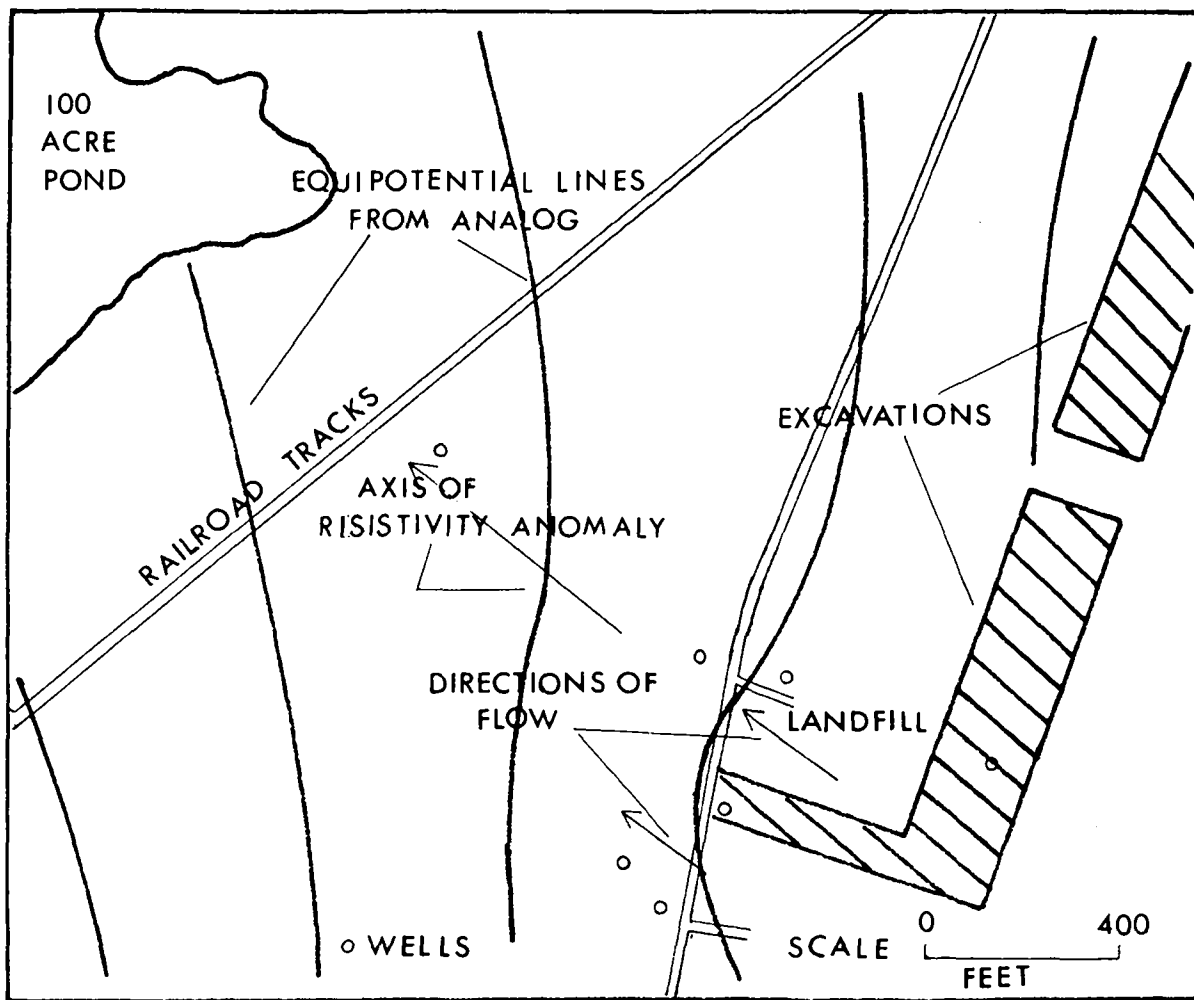 100
ACRE
POND
EQUIPOTENTIAL LINES
FROM ANALOG
EXCAVATIONS
RAILROAD TRACKS
AXIS OF
RISISTIVITY ANOMALY
DIRECTIONS OF
FLOW
LANDFILL
WELLS
SCALE
0 400
FEET